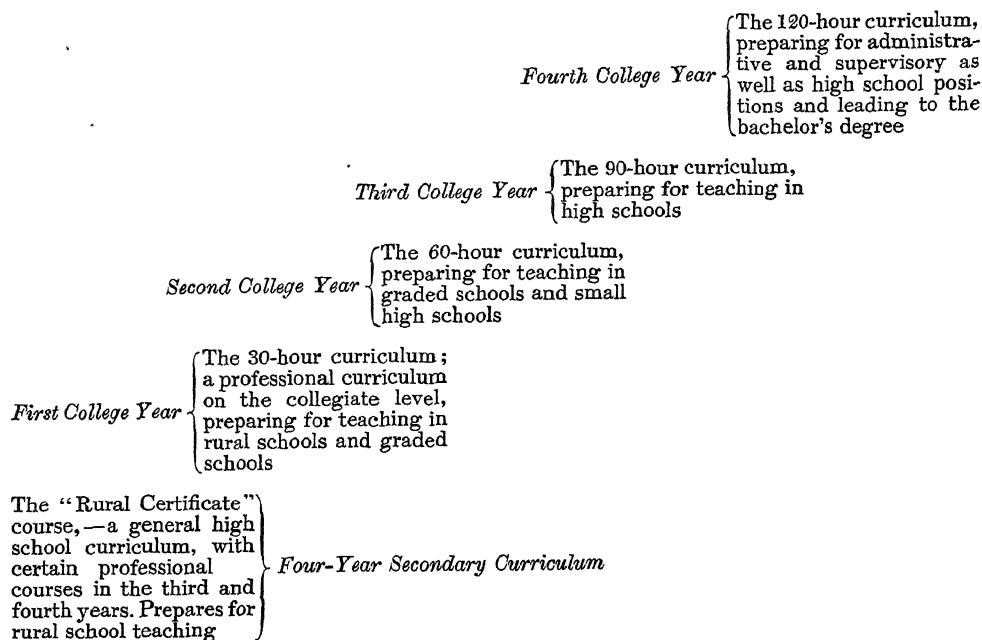 The 120-hour curriculum,
preparing for administra-
tive and supervisory as
Fourth College Year
well as high school posi-
tions and leading to the
bachelor's degree
The 90-hour curriculum,
Third College Year
preparing for teaching in
high schools
The 60-hour curriculum,
preparing for teaching in
Second College Year
graded schools and small
high schools
The 30-hour curriculum;
a professional curriculum
on the collegiate level,
First College Year
preparing for teaching in
rural schools and graded
schools
The "Rural Certificate"
course,—a general high
school curriculum, with
certain professional
Four-Year Secondary Curriculum
courses in the third and
fourth years. Prepares for
rural school teaching